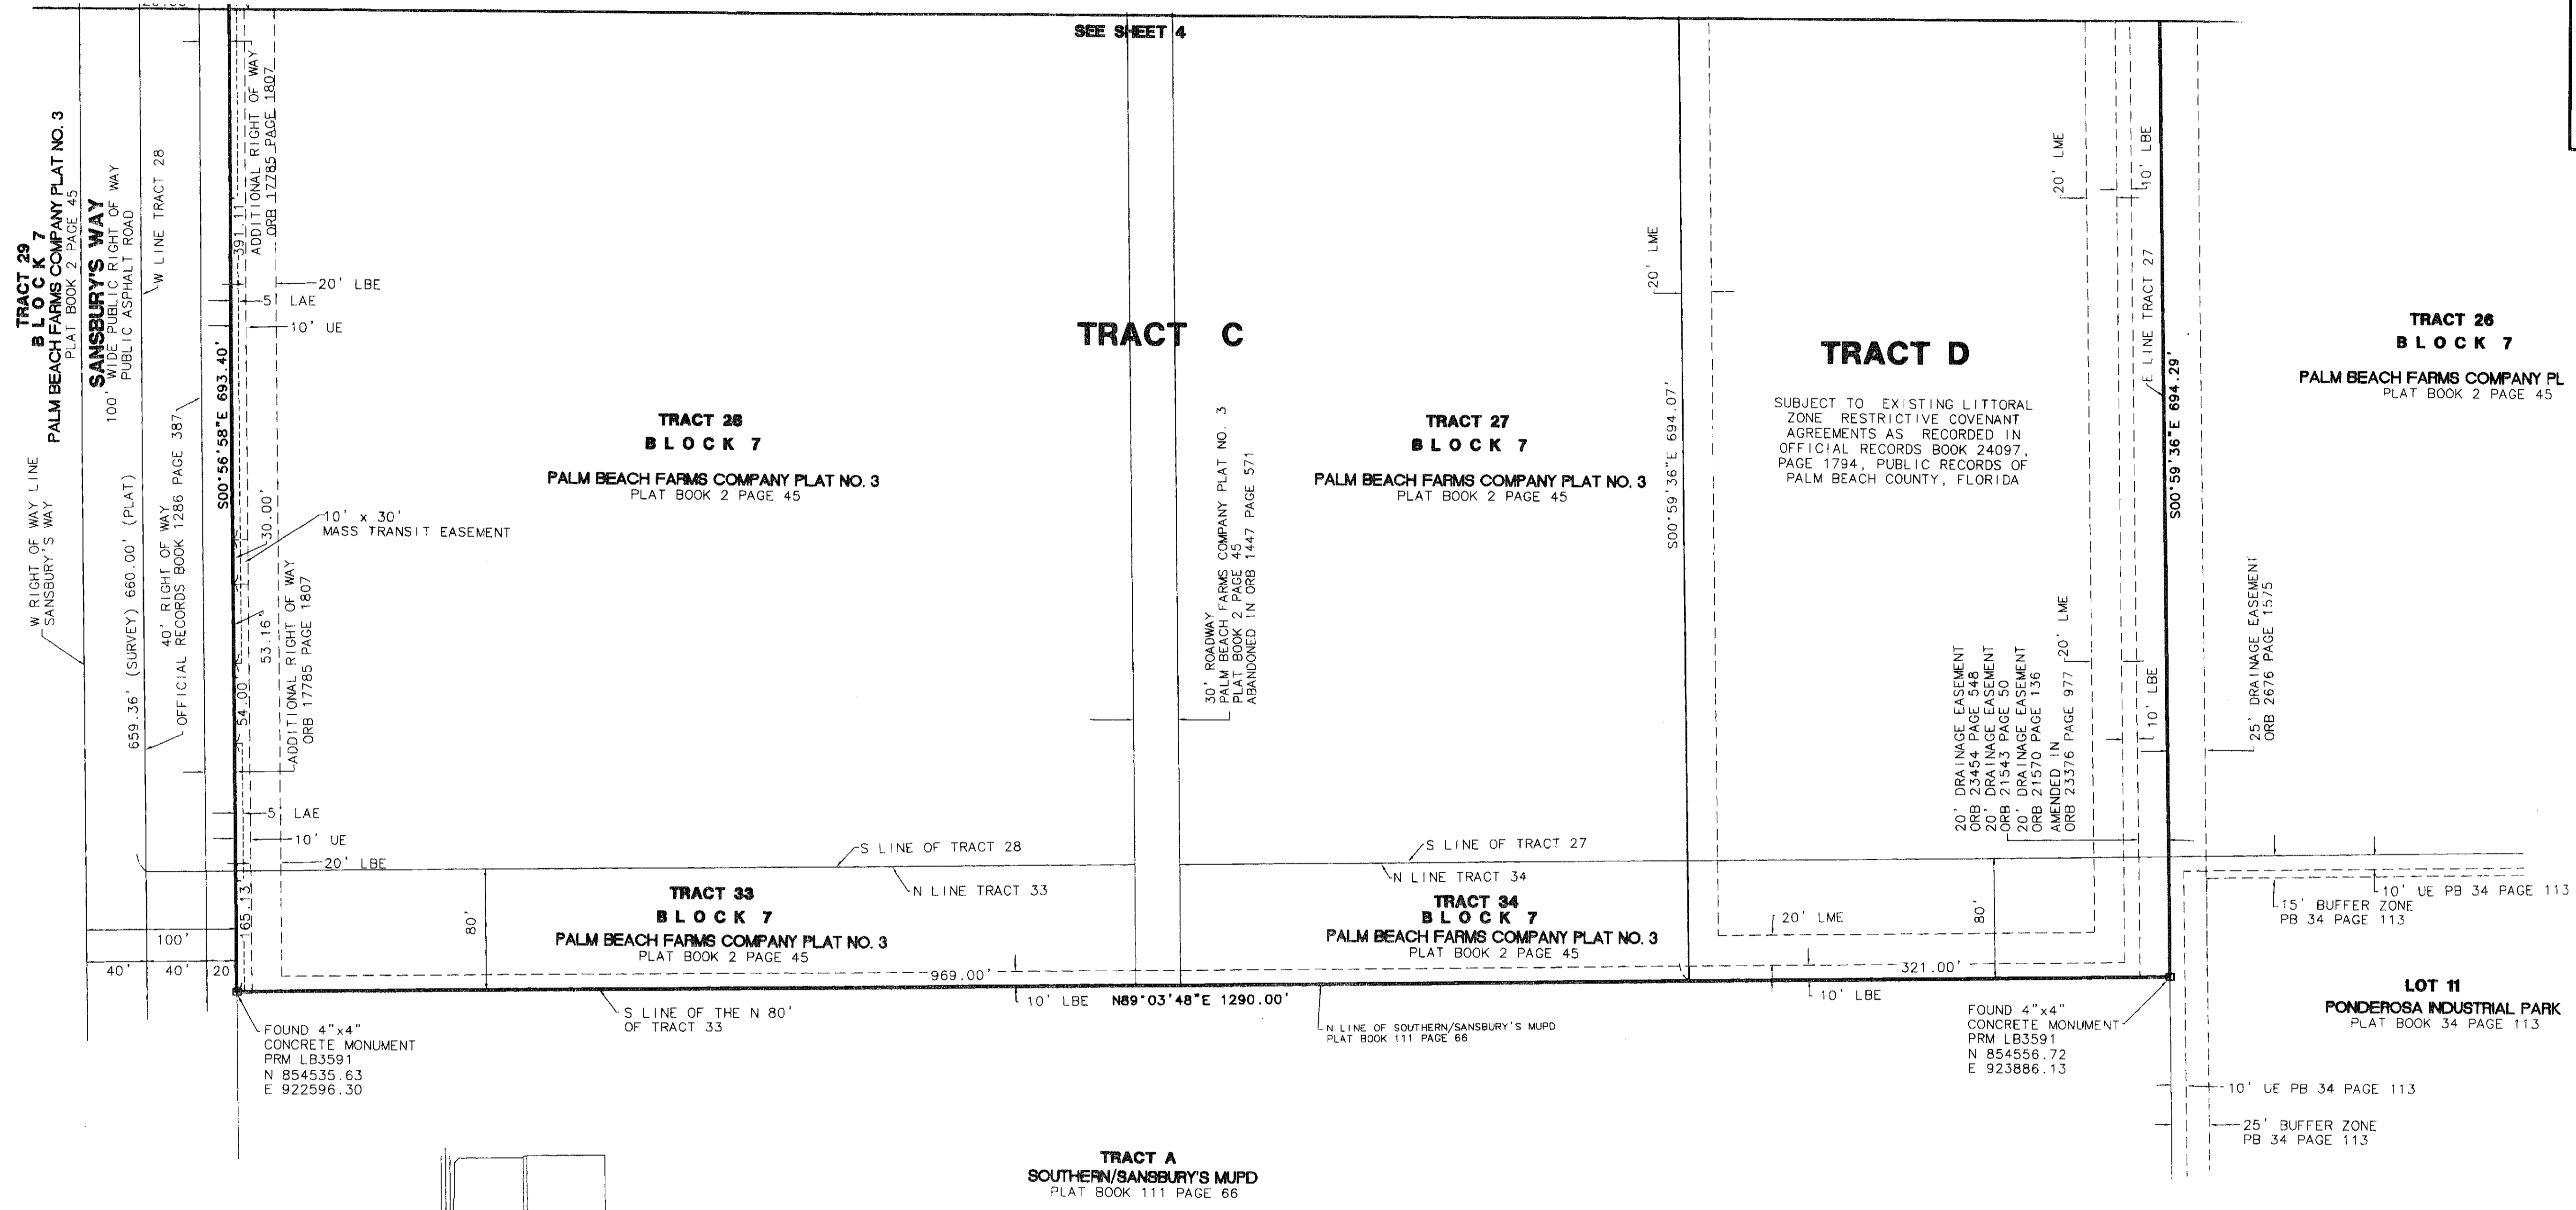 SEE SHEET 4
TRACT 29
BLOCK 7
PALM BEACH FARMS COMPANY PLAT NO. 3
PLAT BOOK 2 PAGE 45
SANSBURY'S WAY
100' WIDE PUBLIC RIGHT OF WAY
PUBLIC ASPHALT ROAD
W LINE TRACT 28
W RIGHT OF WAY LINE
SANSBURY'S WAY
659.36' (SURVEY) 660.00' (PLAT)
40' RIGHT OF WAY
OFFICIAL RECORDS BOOK 1286 PAGE 387
S00°56'58"E 693.40'
391.11'
ADDITIONAL RIGHT OF WAY
ORB 17785 PAGE 1807
20' LBE
5' LAE
10' UE
30.00'
10' x 30'
MASS TRANSIT EASEMENT
53.16'
54.00'
ADDITIONAL RIGHT OF WAY
ORB 17785 PAGE 1807
5' LAE
10' UE
20' LBE
165.13'
100'
40'
40'
20'
TRACT C
TRACT 28
BLOCK 7
PALM BEACH FARMS COMPANY PLAT NO. 3
PLAT BOOK 2 PAGE 45
30' ROADWAY
PALM BEACH FARMS COMPANY PLAT NO. 3
PLAT BOOK 2 PAGE 45
ABANDONED IN ORB 1447 PAGE 571
TRACT 27
BLOCK 7
PALM BEACH FARMS COMPANY PLAT NO. 3
PLAT BOOK 2 PAGE 45
20' LME
S00°59'36"E 694.07'
TRACT D
SUBJECT TO EXISTING LITTORAL
ZONE RESTRICTIVE COVENANT
AGREEMENTS AS RECORDED IN
OFFICIAL RECORDS BOOK 24097,
PAGE 1794, PUBLIC RECORDS OF
PALM BEACH COUNTY, FLORIDA
20' LME
10' LBE
E LINE TRACT 27
S00°59'36"E 694.29'
20' DRAINAGE EASEMENT
ORB 23454 PAGE 548
20' DRAINAGE EASEMENT
ORB 21543 PAGE 50
20' DRAINAGE EASEMENT
ORB 21570 PAGE 136
AMENDED IN
ORB 23376 PAGE 977
20' LME
10' LBE
25' DRAINAGE EASEMENT
ORB 2676 PAGE 1575
TRACT 26
BLOCK 7
PALM BEACH FARMS COMPANY PL
PLAT BOOK 2 PAGE 45
S LINE OF TRACT 28
N LINE TRACT 33
S LINE OF TRACT 27
N LINE TRACT 34
80'
TRACT 33
BLOCK 7
PALM BEACH FARMS COMPANY PLAT NO. 3
PLAT BOOK 2 PAGE 45
TRACT 34
BLOCK 7
PALM BEACH FARMS COMPANY PLAT NO. 3
PLAT BOOK 2 PAGE 45
20' LME
80'
10' UE PB 34 PAGE 113
15' BUFFER ZONE
PB 34 PAGE 113
969.00'
321.00'
10' LBE
N89°03'48"E 1290.00'
10' LBE
S LINE OF THE N 80'
OF TRACT 33
N LINE OF SOUTHERN/SANSBURY'S MUPD
PLAT BOOK 111 PAGE 66
FOUND 4"x4"
CONCRETE MONUMENT
PRM LB3591
N 854535.63
E 922596.30
FOUND 4"x4"
CONCRETE MONUMENT
PRM LB3591
N 854556.72
E 923886.13
LOT 11
PONDEROSA INDUSTRIAL PARK
PLAT BOOK 34 PAGE 113
10' UE PB 34 PAGE 113
25' BUFFER ZONE
PB 34 PAGE 113
TRACT A
SOUTHERN/SANSBURY'S MUPD
PLAT BOOK 111 PAGE 66